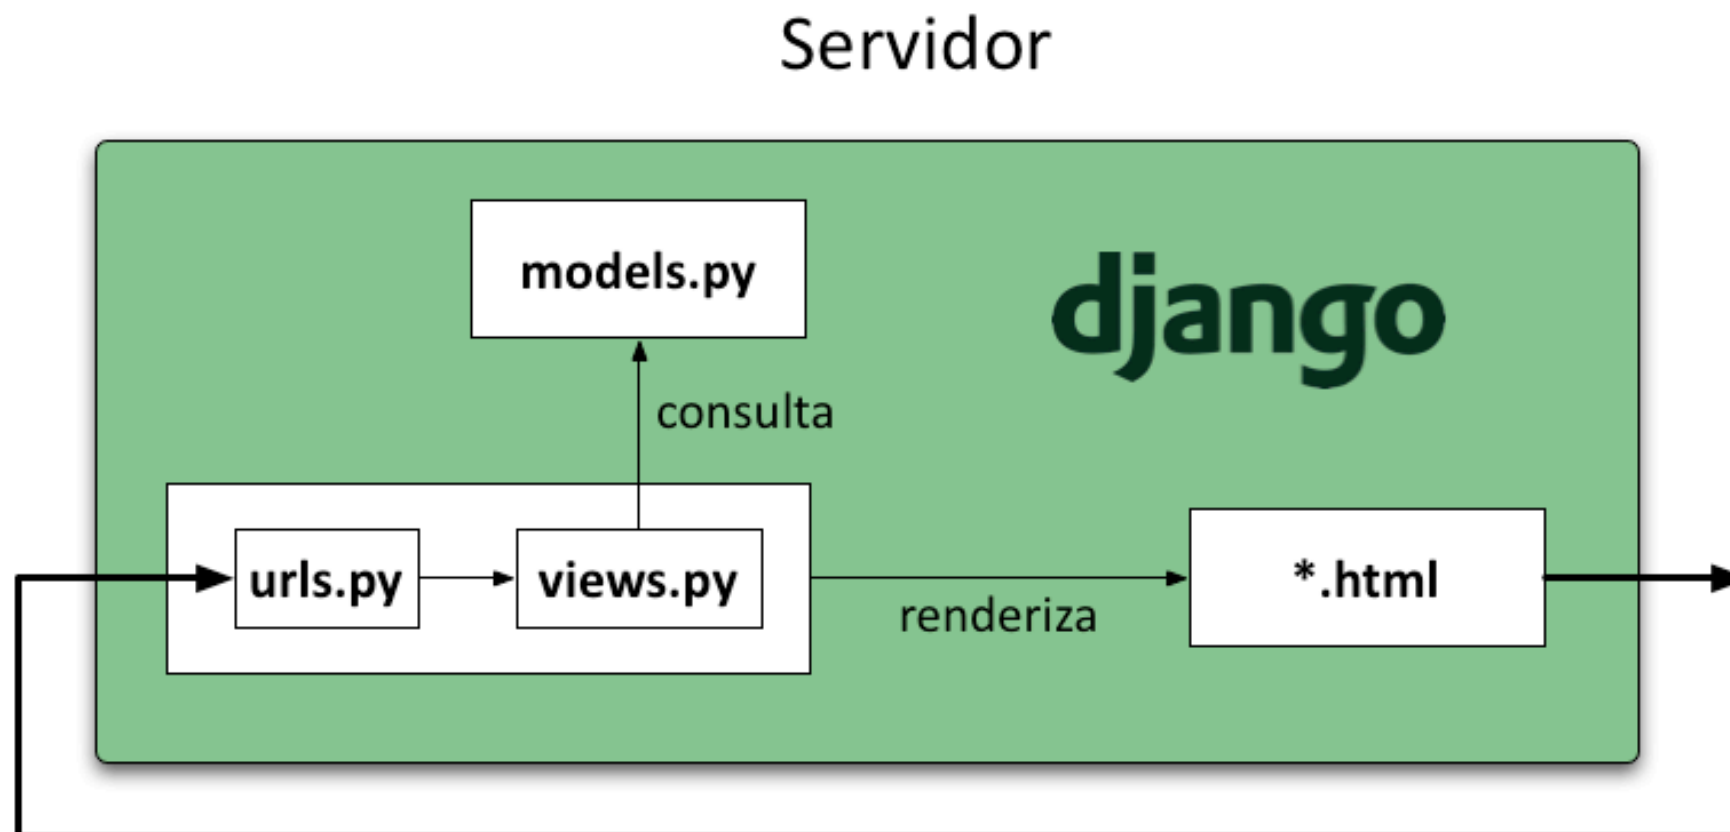 Servidor
models.py
django
consulta
urls.py
views.py
*.html
renderiza